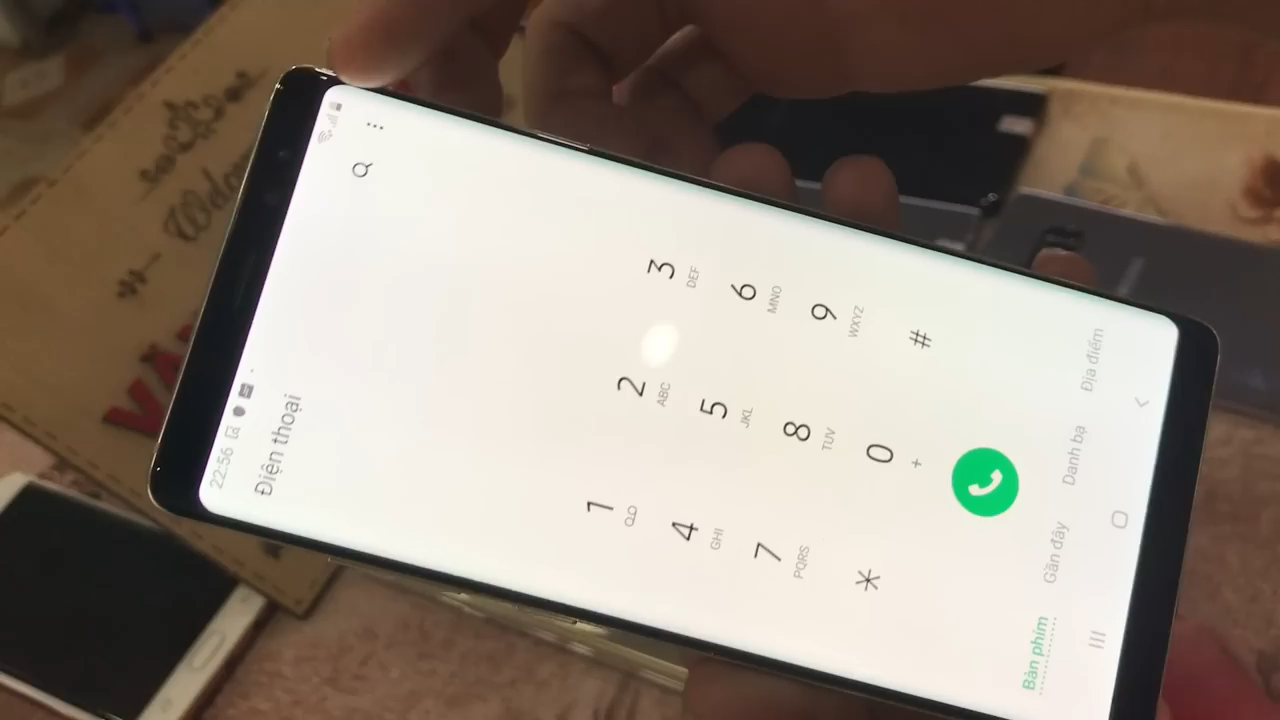 22:56
Điện thoại
1 2 3
ABC DEF
4 5 6
GHI JKL MNO
7 8 9
PQRS TUV WXYZ
* 0 #
+
Bàn phím Gần đây Danh bạ Địa điểm